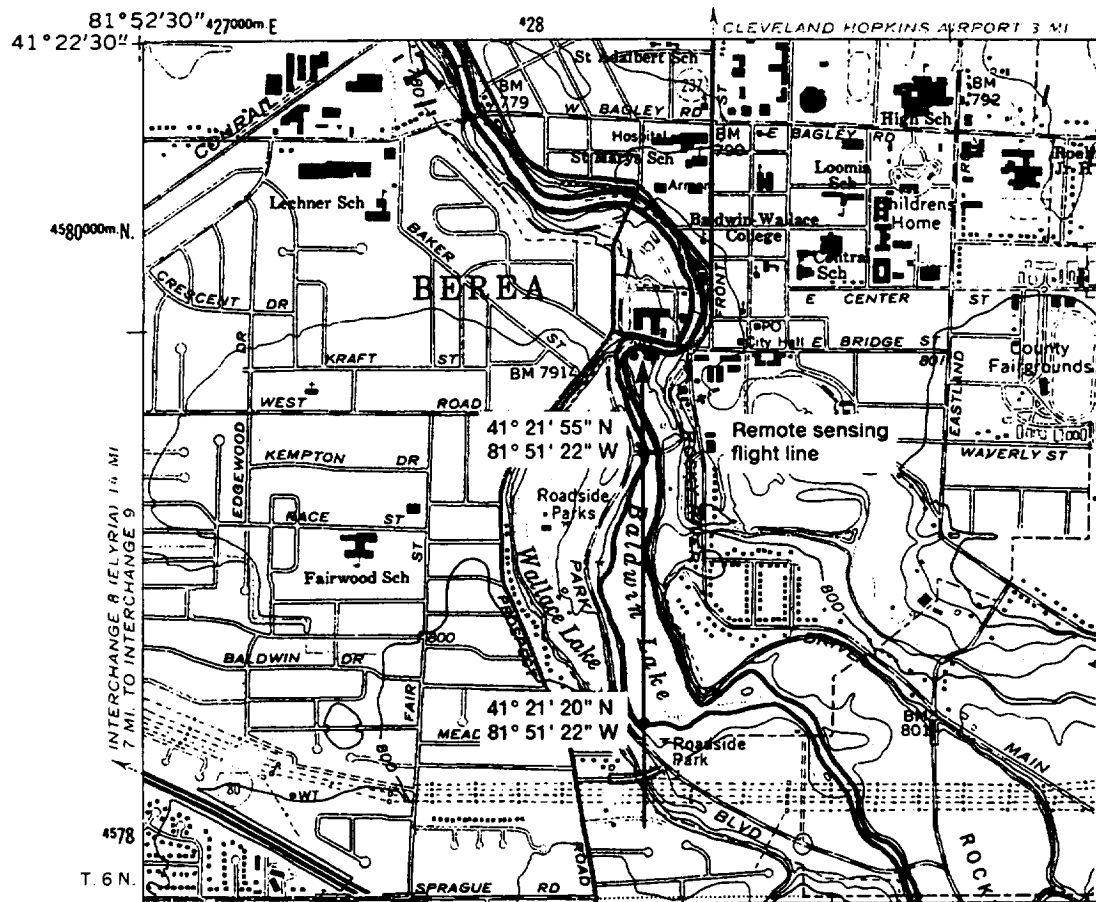 81°52'30"
427000m. E
428
CLEVELAND HOPKINS AIRPORT 3 MI
41°22'30"
St Adalbert Sch
BM
779
237
BM
792
W BAGLEY RD
High Sch
CONRAIL
Hospital
BM
790
E BAGLEY RD
St Marys Sch
Loomis
Sch
Lechner Sch
Baldwin-Wallace
College
Childrens
Home
4580000m. N.
BAKER ST
Central
Sch
BEREA
CRESCENT DR
FRONT ST
E CENTER ST
PO
City Hall
E BRIDGE ST
801
County
Fairgrounds
KRAFT ST
BM 791
EASTLAND
WEST ROAD
41° 21' 55" N
81° 51' 22" W
Remote sensing
flight line
KEMPTON DR
WAVERLY ST
EDGEWOOD DR
RACE ST
Roadside
Parks
Fairwood Sch
Wallace Lake
PARK
Baldwin Lake
800
800
BALDWIN DR
FAIR ST
41° 21' 20" N
81° 51' 22" W
BM
801
MAIN
Roadside
Park
800
INTERCHANGE 8 (ELYRIA) 14 MI
7 MI. TO INTERCHANGE 9
WT
BLVD
4578
ROCK
T. 6 N.
SPRAGUE RD
ROAD